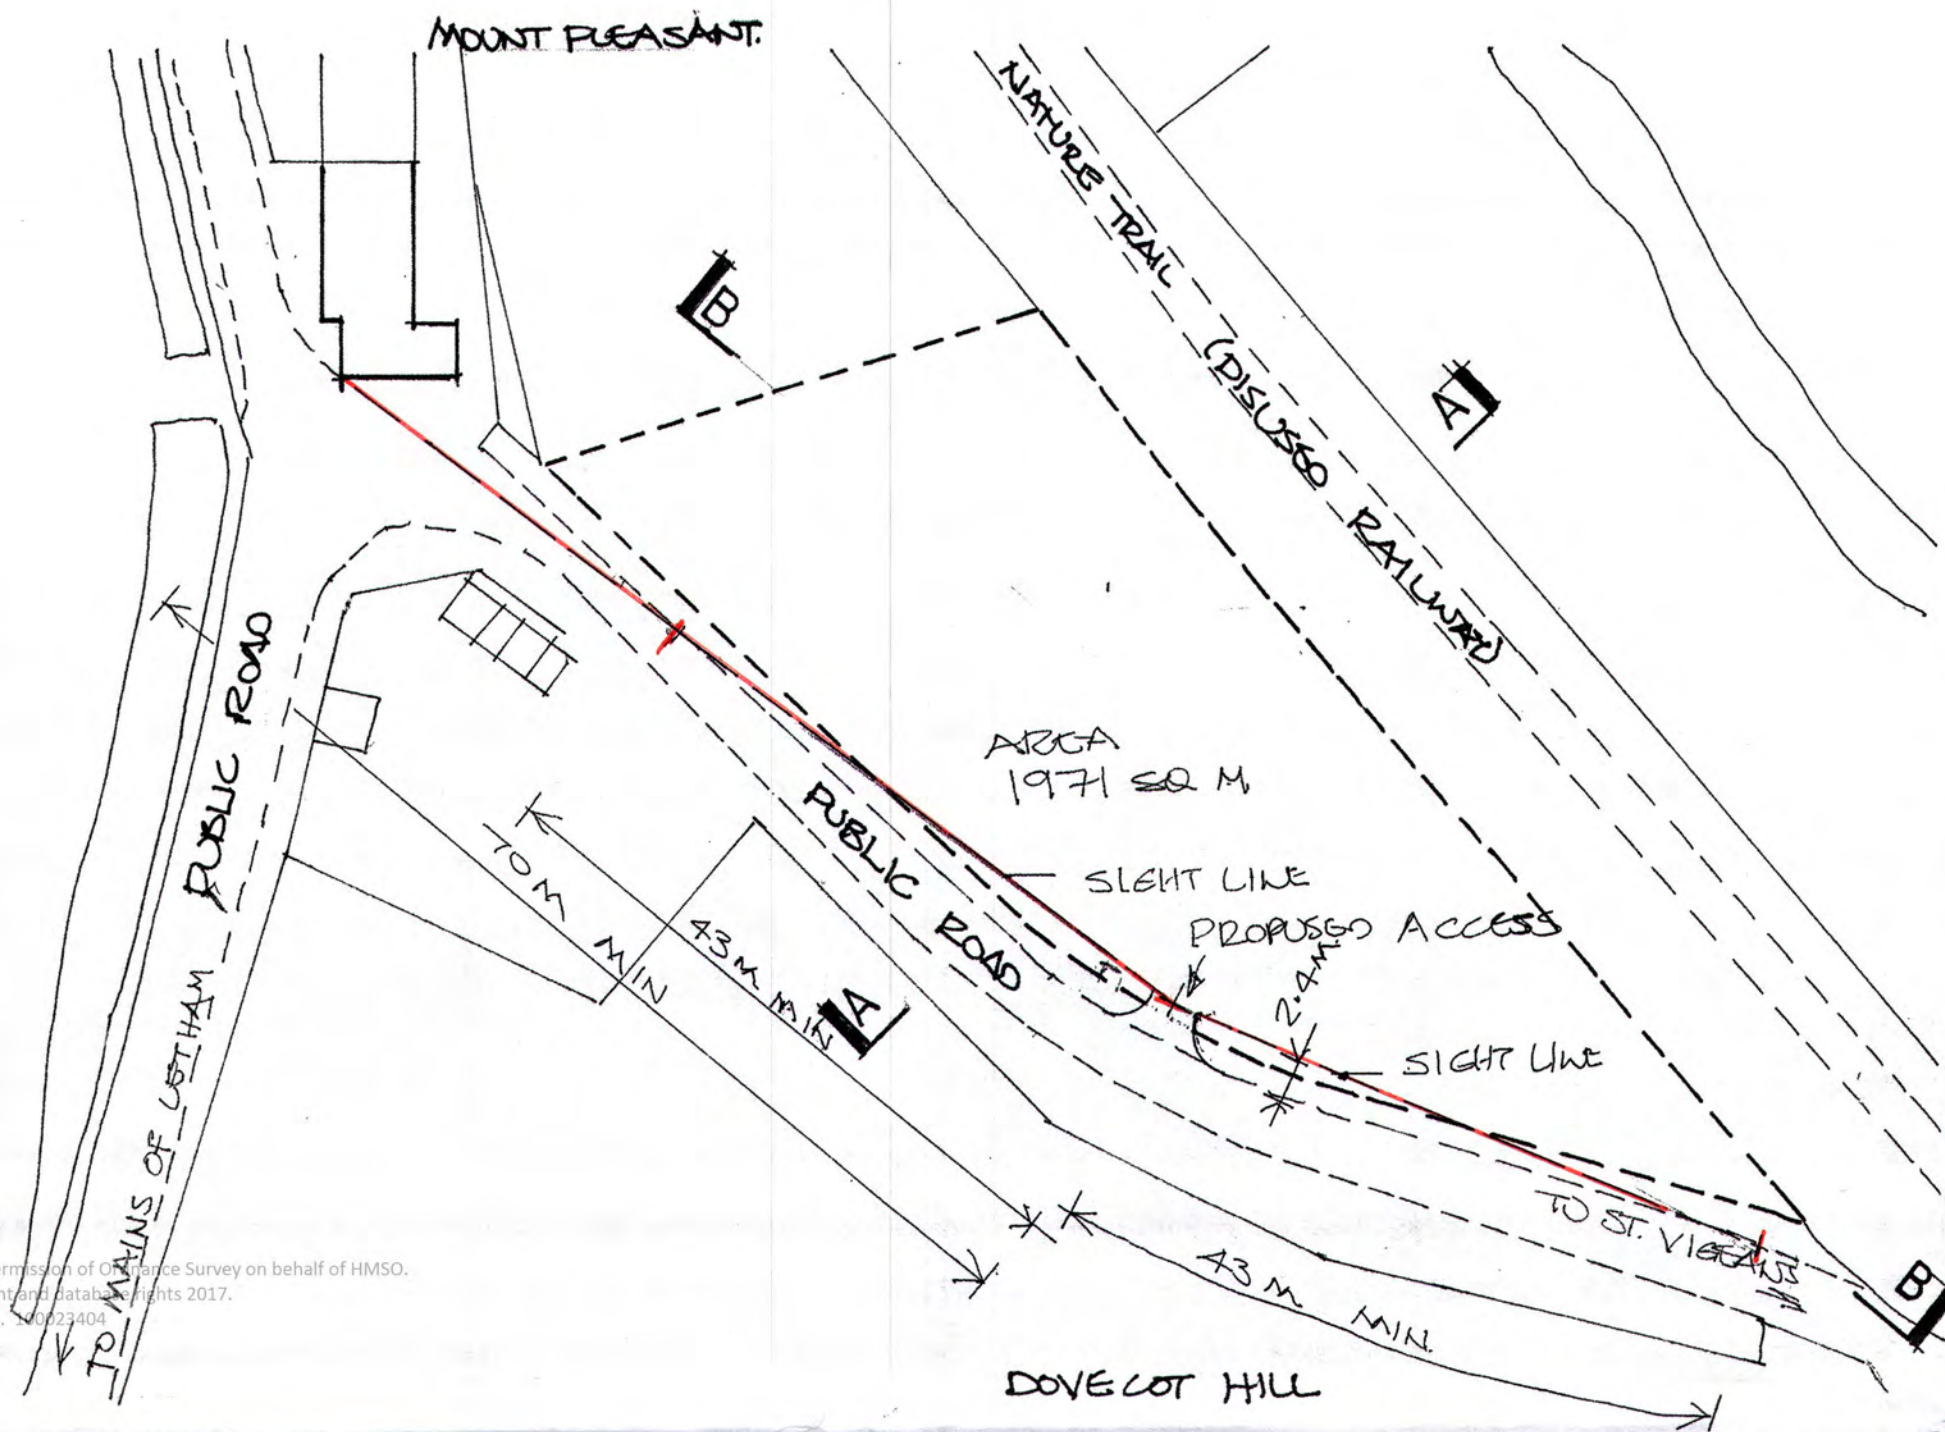 MOUNT PLEASANT.
NATURE TRAIL (DISUSED RAILWAY)
B
A
PUBLIC ROAD
AREA
1971 SQ M
PUBLIC ROAD
SIGHT LINE
PROPOSED ACCESS
2.4M
SIGHT LINE
70M MIN
43M MIN
A
TO ST. VIGEANS
TO MAINS OF LETHAM
43M MIN.
B
ermission of Ordnance Survey on behalf of HMSO.
nt and database rights 2017.
. 100023404
DOVECOT HILL